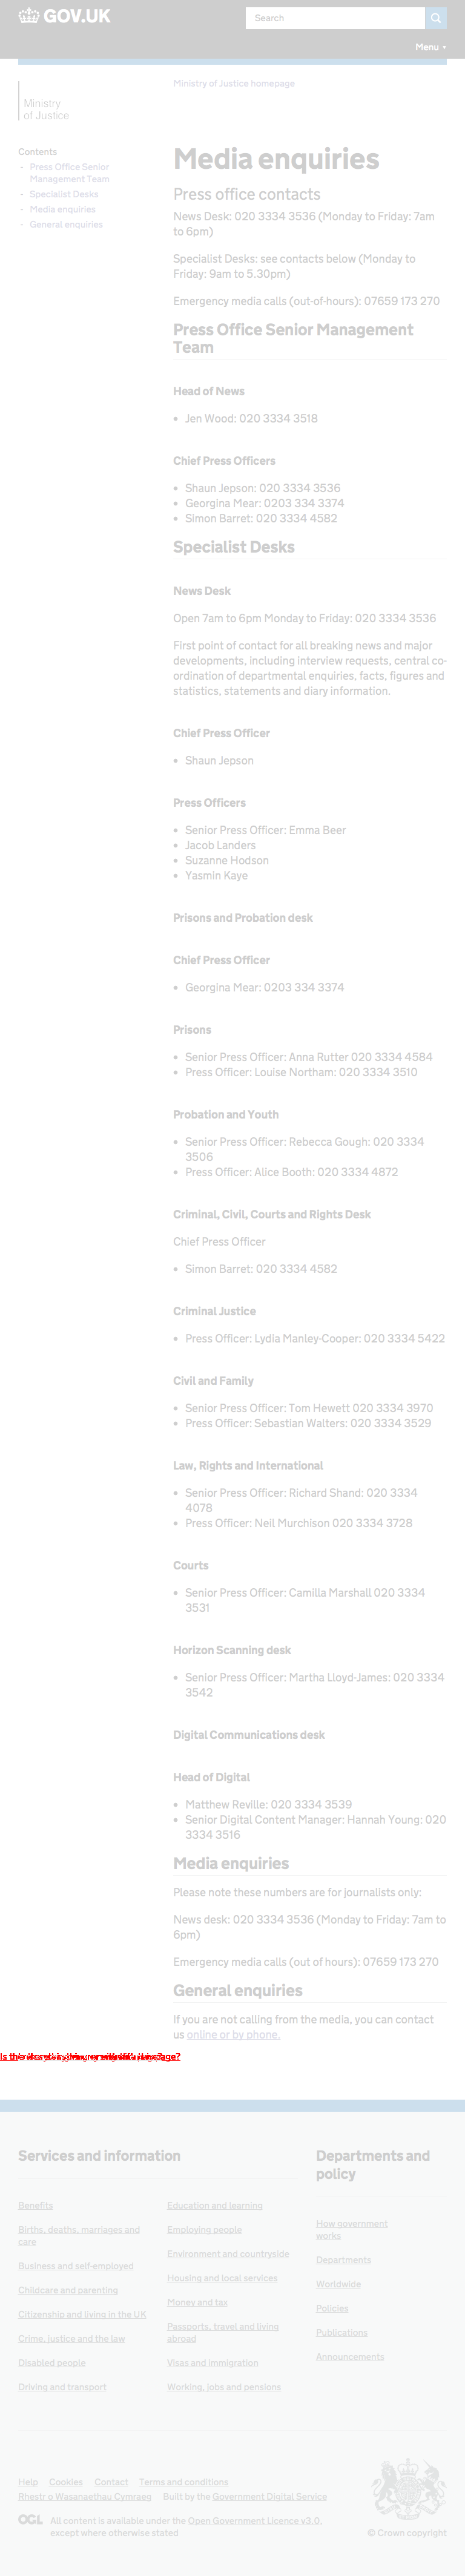 GOV.UK
Search
Menu
Ministry of Justice homepage
Ministry
of Justice
Contents
- Press Office Senior
Management Team
- Specialist Desks
- Media enquiries
- General enquiries
Media enquiries
Press office contacts
News Desk: 020 3334 3536 (Monday to Friday: 7am
to 6pm)
Specialist Desks: see contacts below (Monday to
Friday: 9am to 5.30pm)
Emergency media calls (out-of-hours): 07659 173 270
Press Office Senior Management
Team
Head of News
• Jen Wood: 020 3334 3518
Chief Press Officers
• Shaun Jepson: 020 3334 3536
• Georgina Mear: 0203 334 3374
• Simon Barret: 020 3334 4582
Specialist Desks
News Desk
Open 7am to 6pm Monday to Friday: 020 3334 3536
First point of contact for all breaking news and major
developments, including interview requests, central co-
ordination of departmental enquiries, facts, figures and
statistics, statements and diary information.
Chief Press Officer
• Shaun Jepson
Press Officers
• Senior Press Officer: Emma Beer
• Jacob Landers
• Suzanne Hodson
• Yasmin Kaye
Prisons and Probation desk
Chief Press Officer
• Georgina Mear: 0203 334 3374
Prisons
• Senior Press Officer: Anna Rutter 020 3334 4584
• Press Officer: Louise Northam: 020 3334 3510
Probation and Youth
• Senior Press Officer: Rebecca Gough: 020 3334
3506
• Press Officer: Alice Booth: 020 3334 4872
Criminal, Civil, Courts and Rights Desk
Chief Press Officer
• Simon Barret: 020 3334 4582
Criminal Justice
• Press Officer: Lydia Manley-Cooper: 020 3334 5422
Civil and Family
• Senior Press Officer: Tom Hewett 020 3334 3970
• Press Officer: Sebastian Walters: 020 3334 3529
Law, Rights and International
• Senior Press Officer: Richard Shand: 020 3334
4078
• Press Officer: Neil Murchison 020 3334 3728
Courts
• Senior Press Officer: Camilla Marshall 020 3334
3531
Horizon Scanning desk
• Senior Press Officer: Martha Lloyd-James: 020 3334
3542
Digital Communications desk
Head of Digital
• Matthew Reville: 020 3334 3539
• Senior Digital Content Manager: Hannah Young: 020
3334 3516
Media enquiries
Please note these numbers are for journalists only:
News desk: 020 3334 3536 (Monday to Friday: 7am to
6pm)
Emergency media calls (out of hours): 07659 173 270
General enquiries
If you are not calling from the media, you can contact
us online or by phone.
Services and information
Benefits
Births, deaths, marriages and
care
Business and self-employed
Childcare and parenting
Citizenship and living in the UK
Crime, justice and the law
Disabled people
Driving and transport
Education and learning
Employing people
Environment and countryside
Housing and local services
Money and tax
Passports, travel and living
abroad
Visas and immigration
Working, jobs and pensions
Departments and
policy
How government
works
Departments
Worldwide
Policies
Publications
Announcements
Help Cookies Contact Terms and conditions
Rhestr o Wasanaethau Cymraeg Built by the Government Digital Service
OGL All content is available under the Open Government Licence v3.0,
except where otherwise stated
© Crown copyright